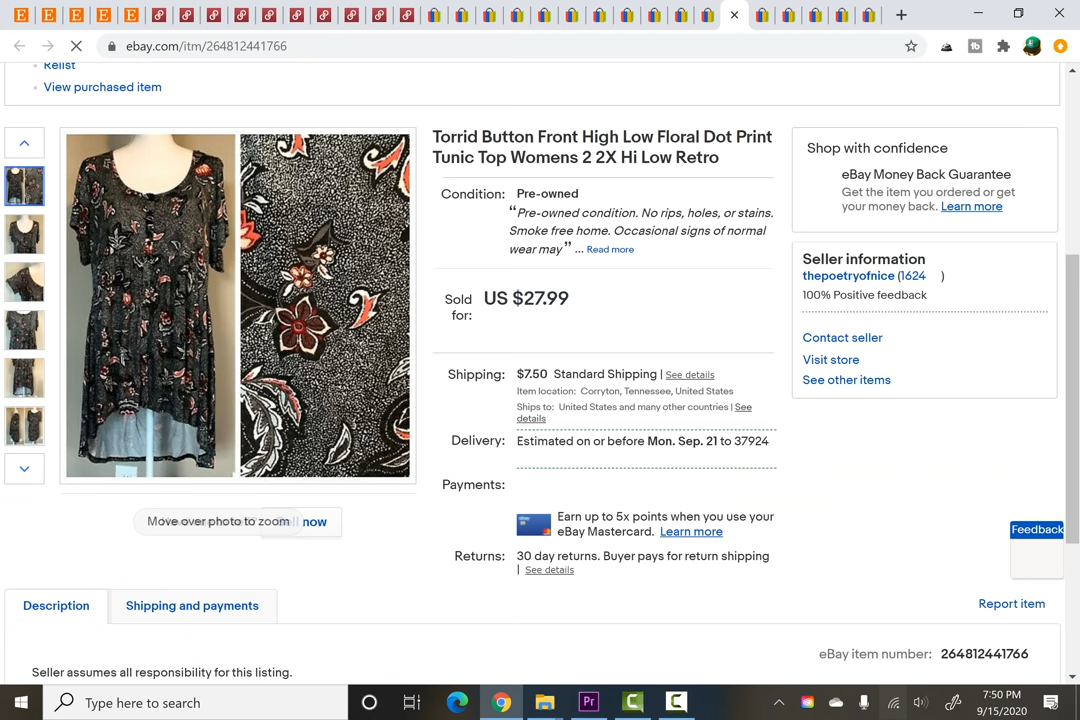 ebay.com/itm/264812441766
Relist
View purchased item
Torrid Button Front High Low Floral Dot Print
Tunic Top Womens 2 2X Hi Low Retro
Condition: Pre-owned
“Pre-owned condition. No rips, holes, or stains.
Smoke free home. Occasional signs of normal
wear may” ... Read more
Sold for: US $27.99
Shipping: $7.50 Standard Shipping | See details
Item location: Corryton, Tennessee, United States
Ships to: United States and many other countries | See
details
Delivery: Estimated on or before Mon. Sep. 21 to 37924
Payments:
Earn up to 5x points when you use your
eBay Mastercard. Learn more
Returns: 30 day returns. Buyer pays for return shipping
| See details
Shop with confidence
eBay Money Back Guarantee
Get the item you ordered or get
your money back. Learn more
Seller information
thepoetryofnice (1624 )
100% Positive feedback
Contact seller
Visit store
See other items
Move over photo to zoom
now
Feedback
Description
Shipping and payments
Report item
eBay item number: 264812441766
Seller assumes all responsibility for this listing.
Type here to search
Pr
7:50 PM
9/15/2020